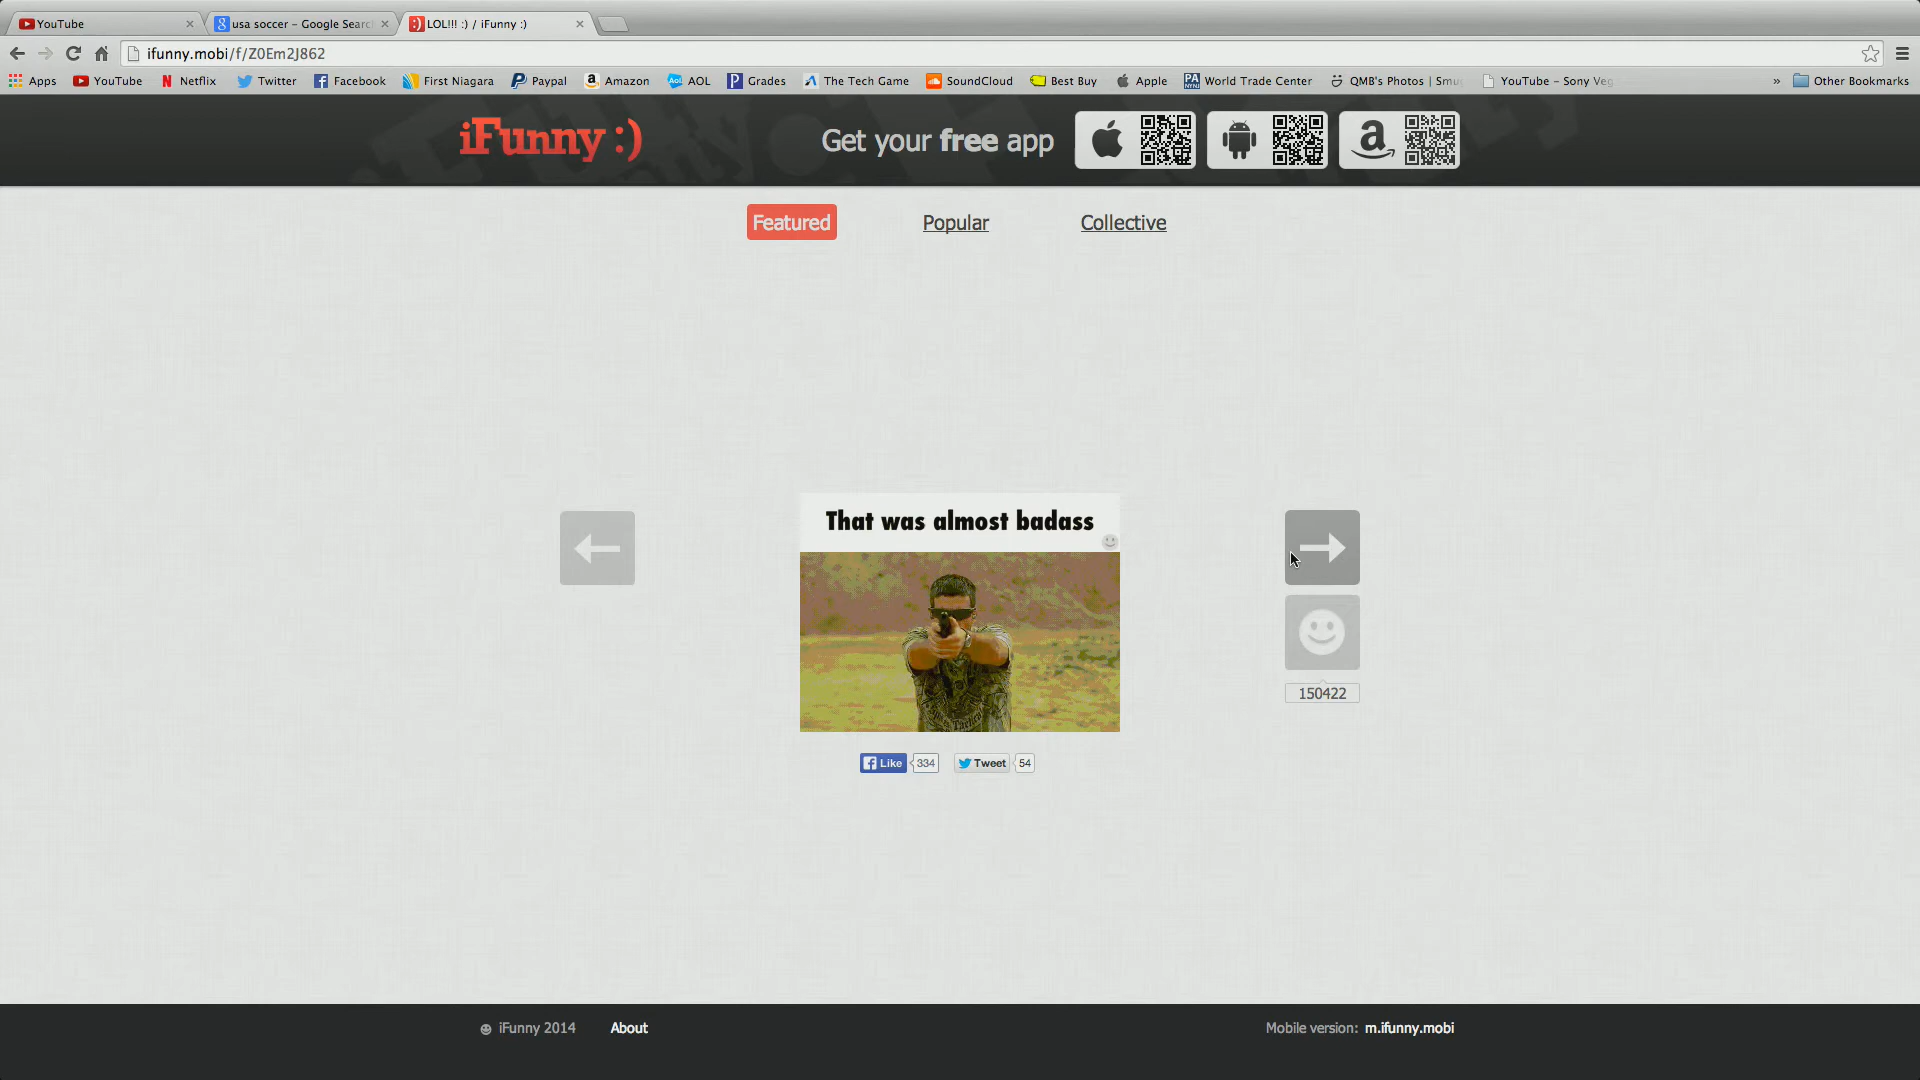 YouTube
usa soccer – Google Searc
LOL!!! :) / iFunny :)
ifunny.mobi/f/Z0Em2J862
Apps
YouTube
Netflix
Twitter
Facebook
First Niagara
Paypal
Amazon
AOL
Grades
The Tech Game
SoundCloud
Best Buy
Apple
World Trade Center
QMB's Photos | Smu
YouTube – Sony Veg
»
Other Bookmarks
iFunny :)
Get your free app
Featured
Popular
Collective
That was almost badass
150422
Like
334
Tweet
54
iFunny 2014
About
Mobile version: m.ifunny.mobi